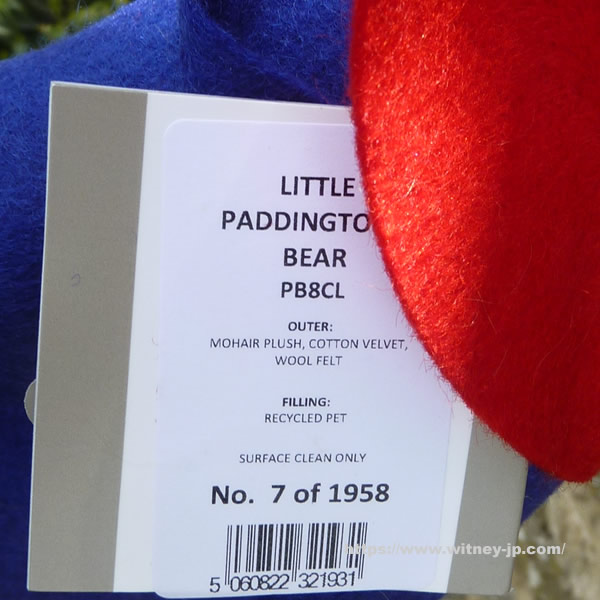 LITTLE
PADDINGTO
BEAR
PB8CL
OUTER:
MOHAIR PLUSH, COTTON VELVET,
WOOL FELT
FILLING:
RECYCLED PET
SURFACE CLEAN ONLY
No. 7 of 1958
https://www.witney-jp.com/
5 060822 321931